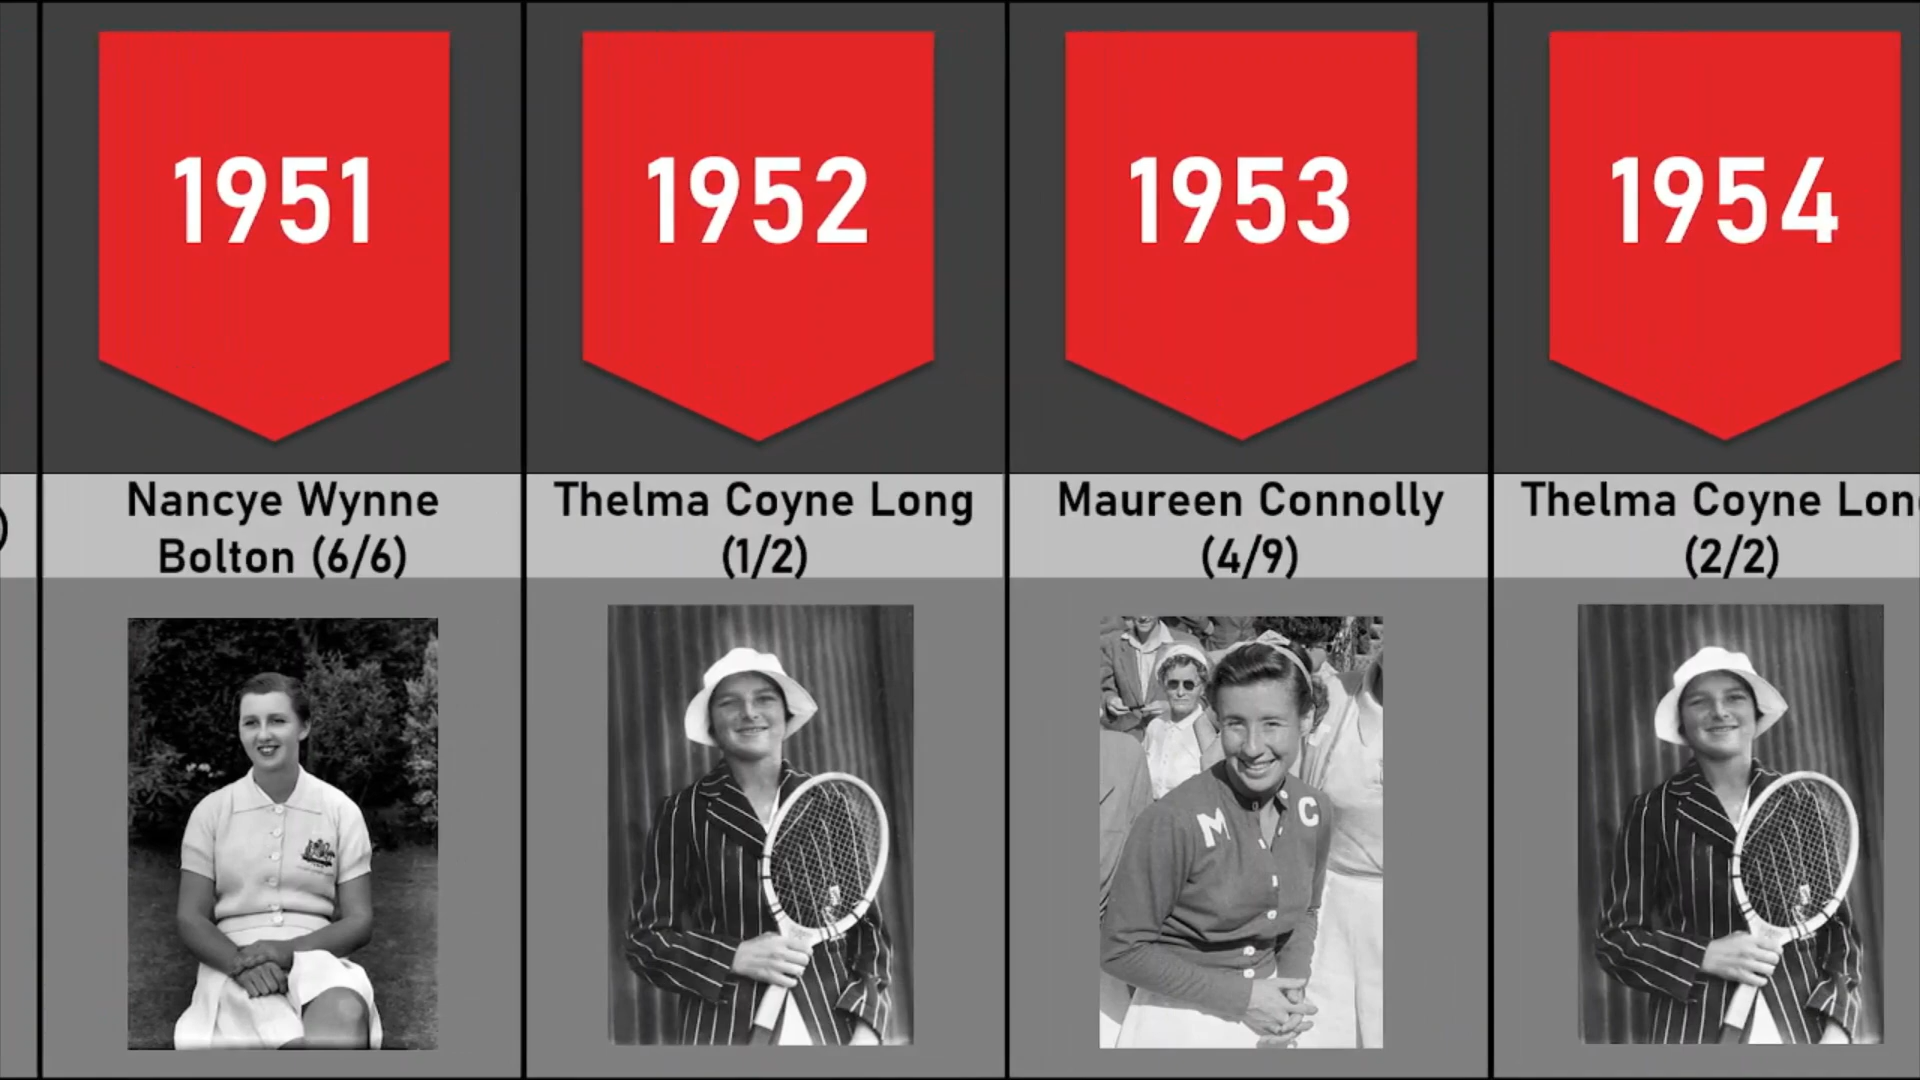 1951
1952
1953
1954
)
Nancye Wynne
Bolton (6/6)
Thelma Coyne Long
(1/2)
Maureen Connolly
(4/9)
Thelma Coyne Lon
(2/2)
M C